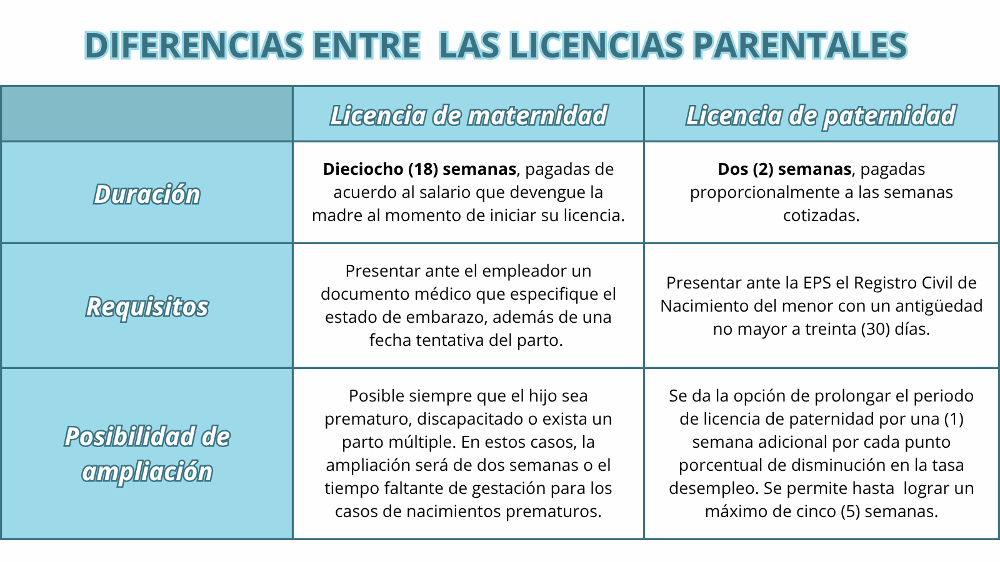 DIFERENCIAS ENTRE LAS LICENCIAS PARENTALES
Licencia de maternidad
Licencia de paternidad
Duración
Dieciocho (18) semanas, pagadas de
acuerdo al salario que devengue la
madre al momento de iniciar su licencia.
Dos (2) semanas, pagadas
proporcionalmente a las semanas
cotizadas.
Requisitos
Presentar ante el empleador un
documento médico que especifique el
estado de embarazo, además de una
fecha tentativa del parto.
Presentar ante la EPS el Registro Civil de
Nacimiento del menor con un antigüedad
no mayor a treinta (30) días.
Posibilidad de
ampliación
Posible siempre que el hijo sea
prematuro, discapacitado o exista un
parto múltiple. En estos casos, la
ampliación será de dos semanas o el
tiempo faltante de gestación para los
casos de nacimientos prematuros.
Se da la opción de prolongar el periodo
de licencia de paternidad por una (1)
semana adicional por cada punto
porcentual de disminución en la tasa
desempleo. Se permite hasta lograr un
máximo de cinco (5) semanas.